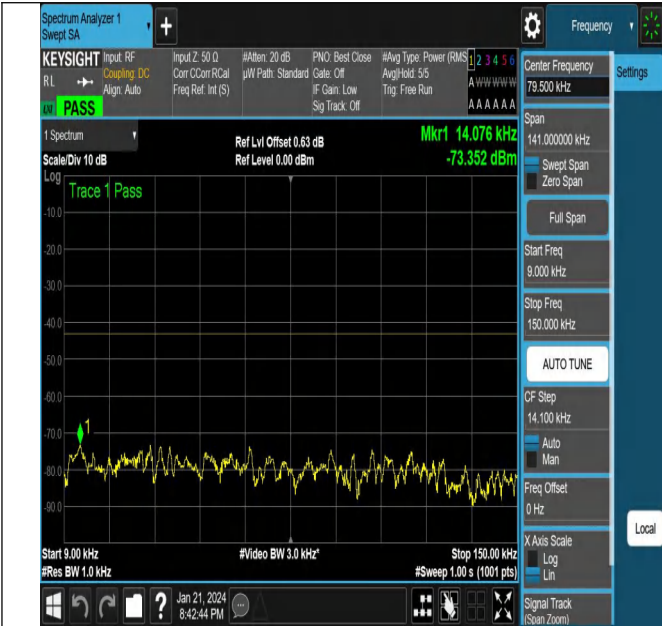 Spectrum Analyzer 1
Swept SA
+
Frequency
KEYSIGHT
RL
LXI
PASS
Input: RF
Coupling: DC
Align: Auto
Input Z: 50 Ω
Corr CCorr RCal
Freq Ref: Int (S)
#Atten: 20 dB
µW Path: Standard
PNO: Best Close
Gate: Off
IF Gain: Low
Sig Track: Off
#Avg Type: Power (RMS
Avg|Hold: 5/5
Trig: Free Run
1 2 3 4 5 6
A W W W W W
A A A A A A
Center Frequency
79.500 kHz
Settings
1 Spectrum
Scale/Div 10 dB
Ref Lvl Offset 0.63 dB
Ref Level 0.00 dBm
Mkr1 14.076 kHz
-73.352 dBm
Log
Trace 1 Pass
-10.0
-20.0
-30.0
-40.0
-50.0
-60.0
-70.0
-80.0
-90.0
1
Start 9.00 kHz
#Res BW 1.0 kHz
#Video BW 3.0 kHz*
Stop 150.00 kHz
#Sweep 1.00 s (1001 pts)
Span
141.000000 kHz
Swept Span
Zero Span
Full Span
Start Freq
9.000 kHz
Stop Freq
150.000 kHz
AUTO TUNE
CF Step
14.100 kHz
Auto
Man
Freq Offset
0 Hz
X Axis Scale
Log
Lin
Local
Signal Track
(Span Zoom)
?
Jan 21, 2024
8:42:44 PM